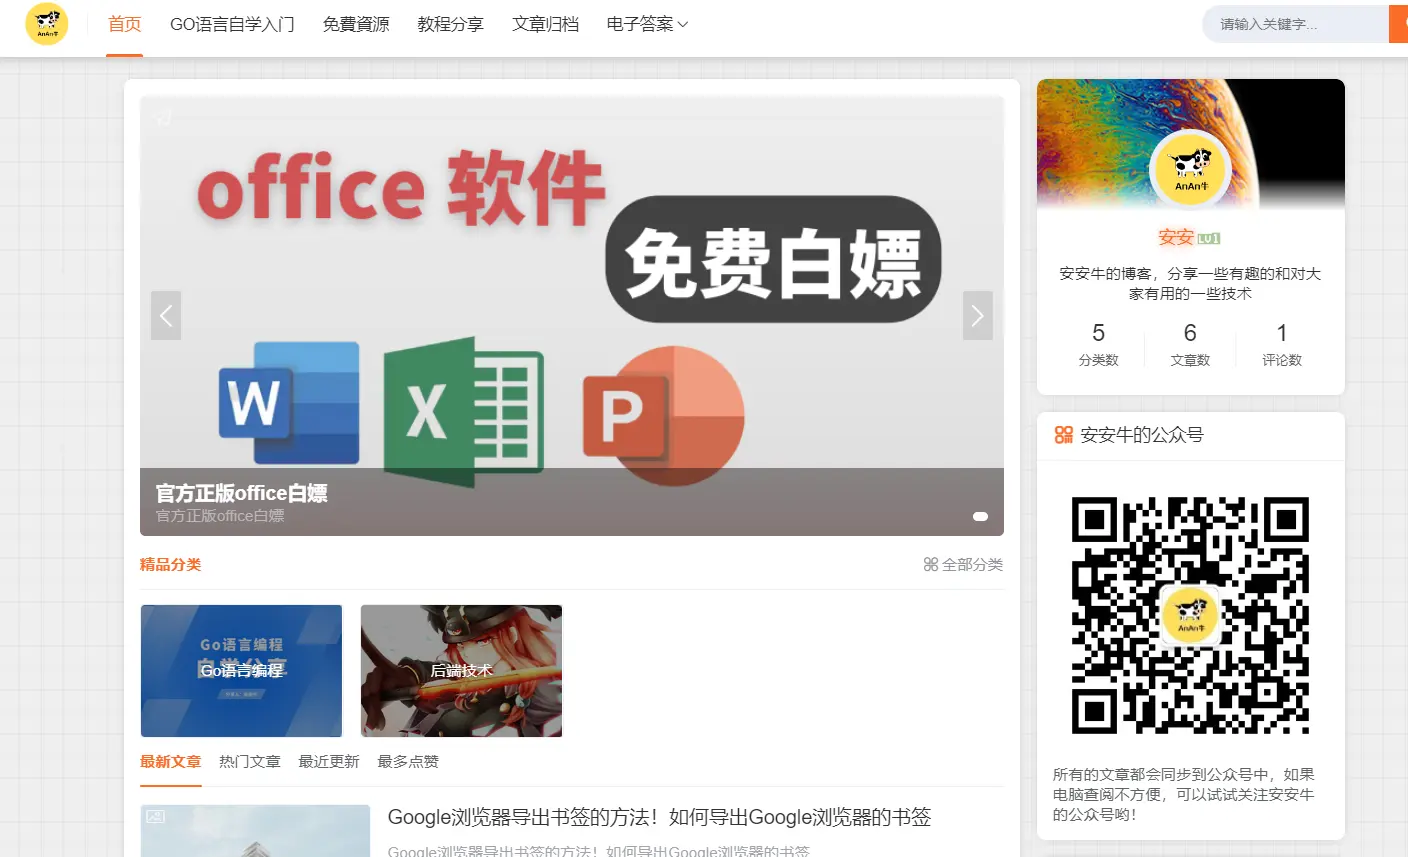 AnAn牛
首页
GO语言自学入门
免費資源
教程分享
文章归档
电子答案
请输入关键字...
office 软件
免费白嫖
W
X
P
官方正版office白嫖
官方正版office白嫖
精品分类
全部分类
Go语言编程
Go语言编程
后端技术
最新文章
热门文章
最近更新
最多点赞
Google浏览器导出书签的方法！如何导出Google浏览器的书签
Google浏览器导出书签的方法！如何导出Google浏览器的书签
AnAn牛
安安 LV1
安安牛的博客，分享一些有趣的和对大
家有用的一些技术
5
6
1
分类数
文章数
评论数
安安牛的公众号
AnAn牛
所有的文章都会同步到公众号中，如果
电脑查阅不方便，可以试试关注安安牛
的公众号哟！